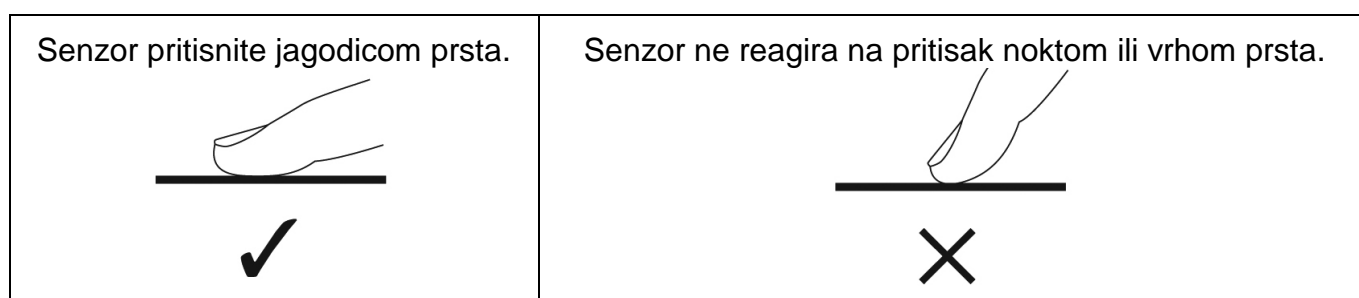 Senzor pritisnite jagodicom prsta.
Senzor ne reagira na pritisak noktom ili vrhom prsta.